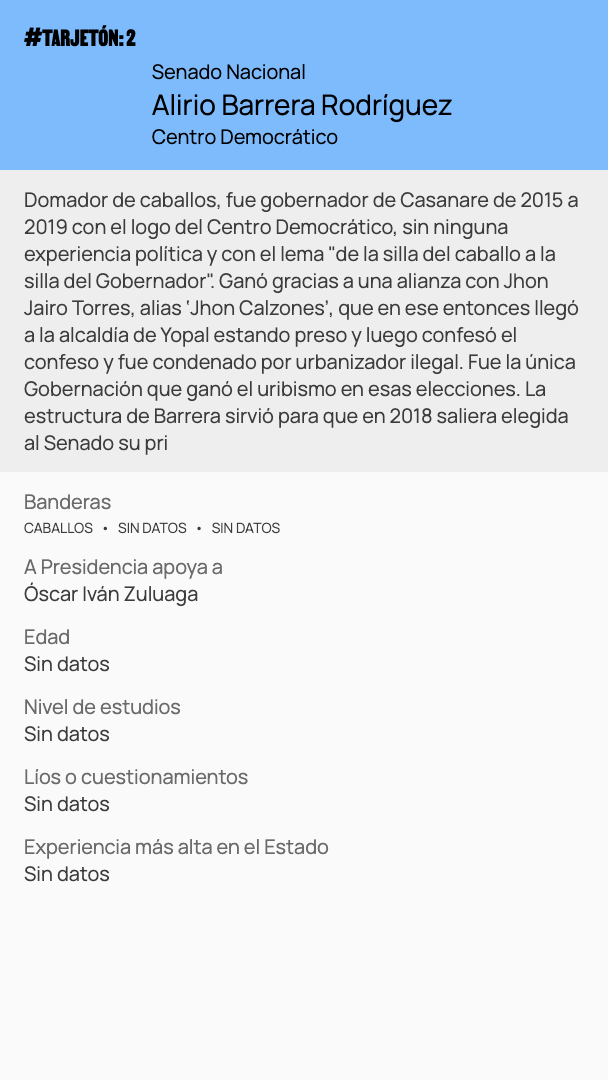 #TARJETÓN: 2
Senado Nacional
Alirio Barrera Rodríguez
Centro Democrático
Domador de caballos, fue gobernador de Casanare de 2015 a
2019 con el logo del Centro Democrático, sin ninguna
experiencia política y con el lema "de la silla del caballo a la
silla del Gobernador". Ganó gracias a una alianza con Jhon
Jairo Torres, alias ‘Jhon Calzones’, que en ese entonces llegó
a la alcaldía de Yopal estando preso y luego confesó el
confeso y fue condenado por urbanizador ilegal. Fue la única
Gobernación que ganó el uribismo en esas elecciones. La
estructura de Barrera sirvió para que en 2018 saliera elegida
al Senado su pri
Banderas
CABALLOS • SIN DATOS • SIN DATOS
A Presidencia apoya a
Óscar Iván Zuluaga
Edad
Sin datos
Nivel de estudios
Sin datos
Líos o cuestionamientos
Sin datos
Experiencia más alta en el Estado
Sin datos